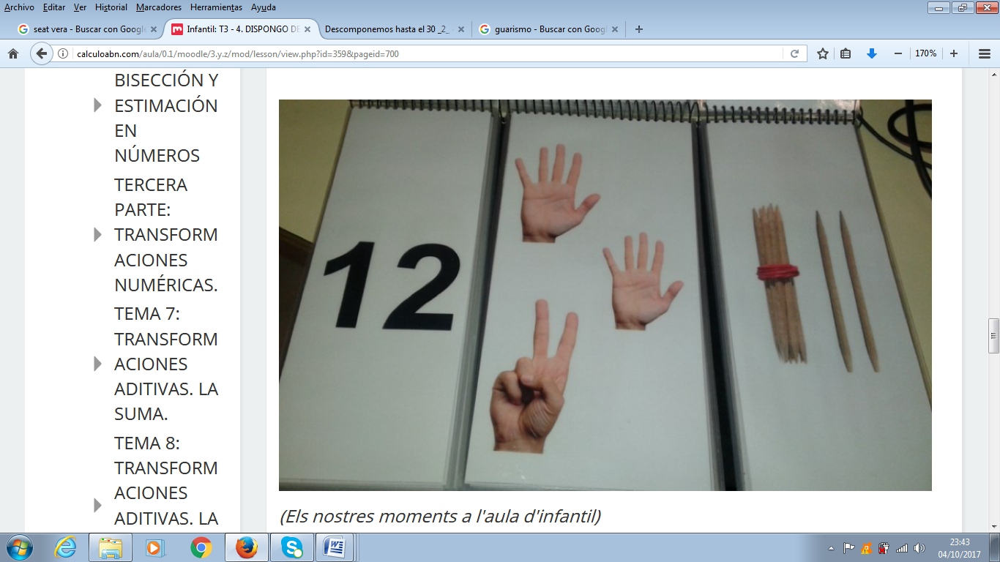 Archivo Editar Ver Historial Marcadores Herramientas Ayuda
seat vera - Buscar con Google
Infantil: T3 - 4. DISPONGO DE
Descomponemos hasta el 30 _2_
guarismo - Buscar con Googl
calculoabn.com/aula/0.1/moodle/3.y.z/mod/lesson/view.php?id=359&pageid=700
170%
BISECCIÓN Y
ESTIMACIÓN
EN
NÚMEROS
TERCERA
PARTE:
TRANSFORM
ACIONES
NUMÉRICAS.
TEMA 7:
TRANSFORM
ACIONES
ADITIVAS. LA
SUMA.
TEMA 8:
TRANSFORM
ACIONES
ADITIVAS. LA
12
(Els nostres moments a l'aula d'infantil)
23:43
04/10/2017